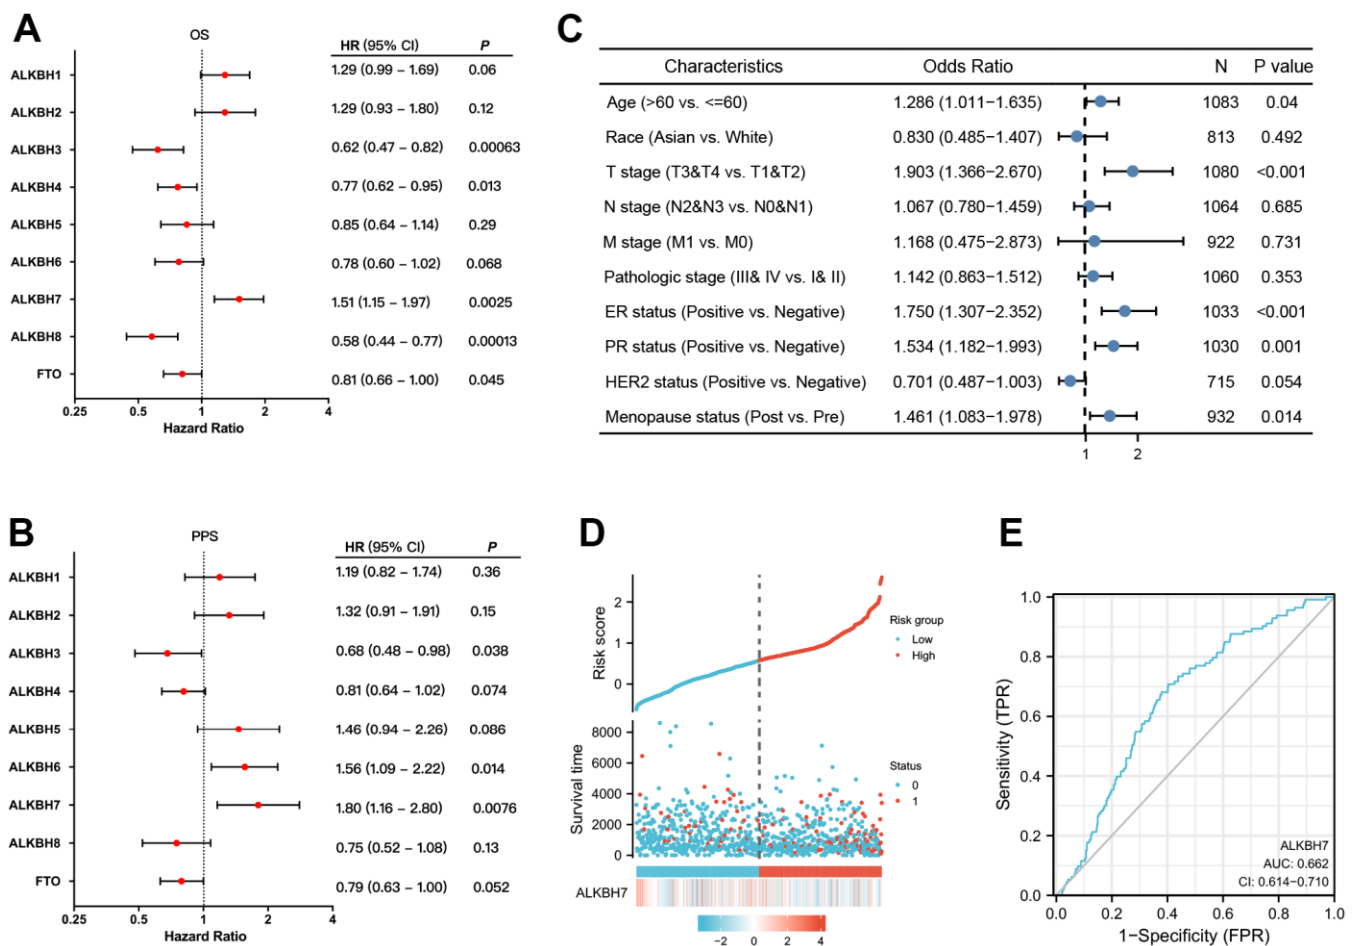 A
OS
HR (95% CI) P
ALKBH1 1.29 (0.99 – 1.69) 0.06
ALKBH2 1.29 (0.93 – 1.80) 0.12
ALKBH3 0.62 (0.47 – 0.82) 0.00063
ALKBH4 0.77 (0.62 – 0.95) 0.013
ALKBH5 0.85 (0.64 – 1.14) 0.29
ALKBH6 0.78 (0.60 – 1.02) 0.068
ALKBH7 1.51 (1.15 – 1.97) 0.0025
ALKBH8 0.58 (0.44 – 0.77) 0.00013
FTO 0.81 (0.66 – 1.00) 0.045
0.25 0.5 1 2 4
Hazard Ratio
C
Characteristics Odds Ratio N P value
Age (>60 vs. <=60) 1.286 (1.011−1.635) 1083 0.04
Race (Asian vs. White) 0.830 (0.485−1.407) 813 0.492
T stage (T3&T4 vs. T1&T2) 1.903 (1.366−2.670) 1080 <0.001
N stage (N2&N3 vs. N0&N1) 1.067 (0.780−1.459) 1064 0.685
M stage (M1 vs. M0) 1.168 (0.475−2.873) 922 0.731
Pathologic stage (III& IV vs. I& II) 1.142 (0.863−1.512) 1060 0.353
ER status (Positive vs. Negative) 1.750 (1.307−2.352) 1033 <0.001
PR status (Positive vs. Negative) 1.534 (1.182−1.993) 1030 0.001
HER2 status (Positive vs. Negative) 0.701 (0.487−1.003) 715 0.054
Menopause status (Post vs. Pre) 1.461 (1.083−1.978) 932 0.014
1 2
B
PPS
HR (95% CI) P
ALKBH1 1.19 (0.82 – 1.74) 0.36
ALKBH2 1.32 (0.91 – 1.91) 0.15
ALKBH3 0.68 (0.48 – 0.98) 0.038
ALKBH4 0.81 (0.64 – 1.02) 0.074
ALKBH5 1.46 (0.94 – 2.26) 0.086
ALKBH6 1.56 (1.09 – 2.22) 0.014
ALKBH7 1.80 (1.16 – 2.80) 0.0076
ALKBH8 0.75 (0.52 – 1.08) 0.13
FTO 0.79 (0.63 – 1.00) 0.052
0.25 0.5 1 2 4
Hazard Ratio
D
Risk score
2
1
0
Risk group
Low
High
Survival time
8000
6000
4000
2000
0
Status
0
1
ALKBH7
−2 0 2 4
E
Sensitivity (TPR)
1.0
0.8
0.6
0.4
0.2
0.0
ALKBH7
AUC: 0.662
CI: 0.614−0.710
0.0 0.2 0.4 0.6 0.8 1.0
1−Specificity (FPR)